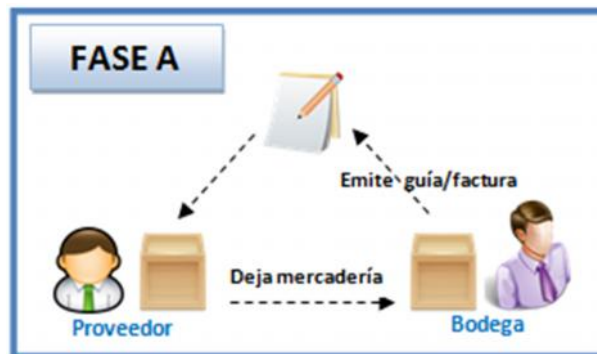 FASE A
Emite guía/factura
Deja mercadería
Proveedor
Bodega